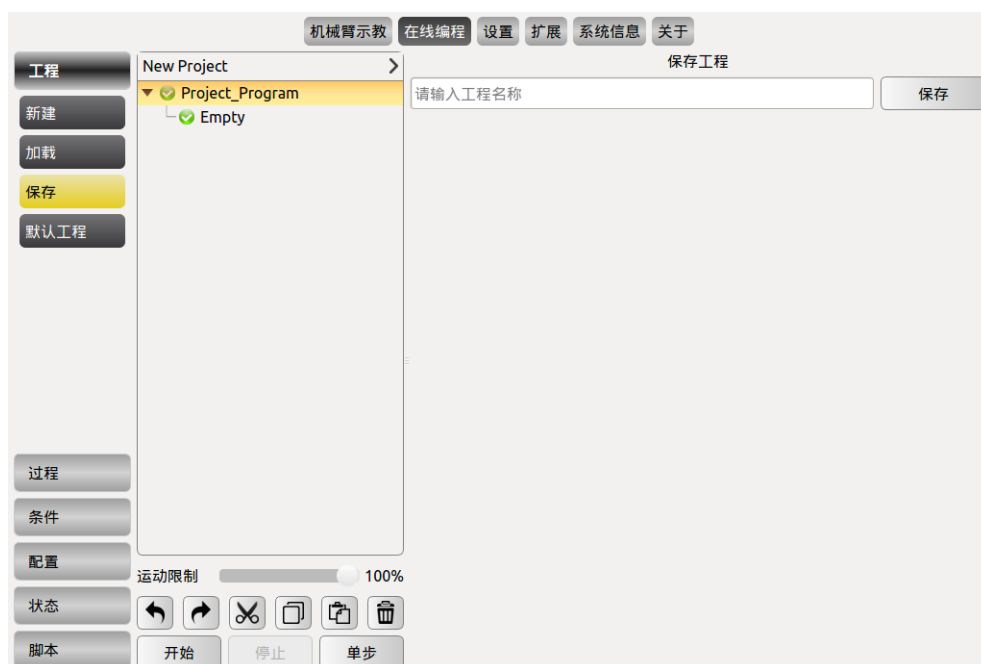 机械臂示教 在线编程 设置 扩展 系统信息 关于
工程
新建
加载
保存
默认工程
过程
条件
配置
状态
脚本
New Project
Project_Program
Empty
运动限制 100%
开始 停止 单步
保存工程
请输入工程名称 保存